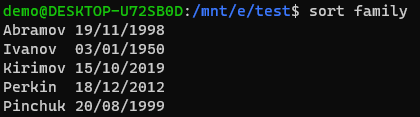 demo@DESKTOP-U72SB0D:/mnt/e/test$ sort family
Abramov 19/11/1998
Ivanov  03/01/1950
Kirimov 15/10/2019
Perkin  18/12/2012
Pinchuk 20/08/1999